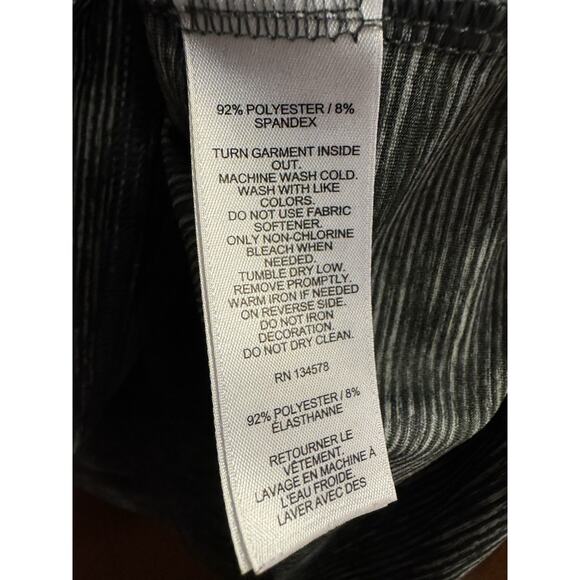 92% POLYESTER / 8%
SPANDEX
TURN GARMENT INSIDE
OUT.
MACHINE WASH COLD.
WASH WITH LIKE
COLORS.
DO NOT USE FABRIC
SOFTENER.
ONLY NON-CHLORINE
BLEACH WHEN
NEEDED.
TUMBLE DRY LOW.
REMOVE PROMPTLY.
WARM IRON IF NEEDED
ON REVERSE SIDE.
DO NOT IRON
DECORATION.
DO NOT DRY CLEAN.
RN 134578
92% POLYESTER / 8%
ÉLASTHANNE
RETOURNER LE
VÊTEMENT.
LAVAGE EN MACHINE À
L'EAU FROIDE.
LAVER AVEC DES